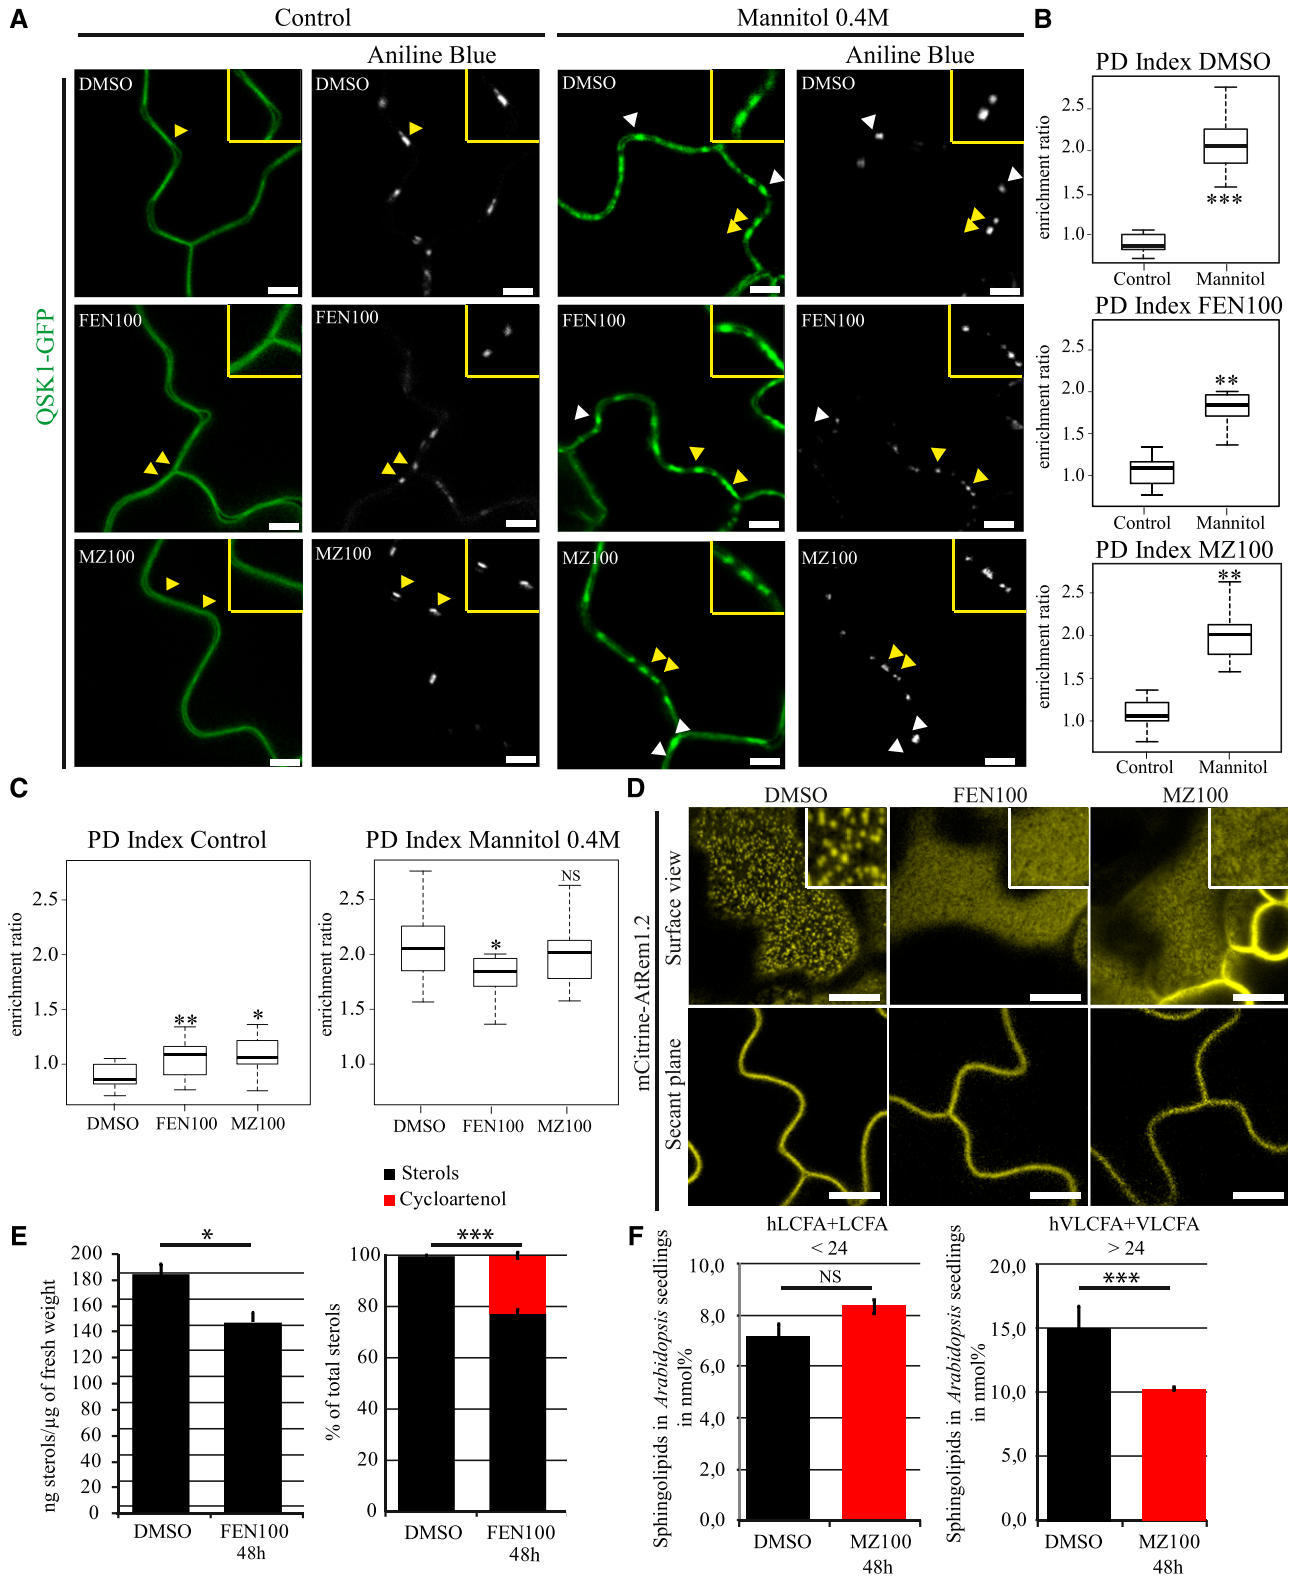 A
Control
Mannitol 0.4M
Aniline Blue
Aniline Blue
QSK1-GFP
DMSO
DMSO
DMSO
DMSO
FEN100
FEN100
FEN100
FEN100
MZ100
MZ100
MZ100
MZ100
B
PD Index DMSO
enrichment ratio
2.5
2.0
1.5
1.0
***
Control
Mannitol
PD Index FEN100
enrichment ratio
2.5
2.0
1.5
1.0
**
Control
Mannitol
PD Index MZ100
enrichment ratio
2.5
2.0
1.5
1.0
**
Control
Mannitol
C
PD Index Control
enrichment ratio
2.5
2.0
1.5
1.0
**
*
DMSO
FEN100
MZ100
PD Index Mannitol 0.4M
enrichment ratio
2.5
2.0
1.5
1.0
*
NS
DMSO
FEN100
MZ100
D
DMSO
FEN100
MZ100
mCitrine-AtRem1.2
Surface view
Secant plane
Sterols
Cycloartenol
E
ng sterols/µg of fresh weight
200
180
160
140
120
100
80
60
40
20
0
*
DMSO
FEN100
48h
% of total sterols
100
80
60
40
20
0
***
DMSO
FEN100
48h
F
hLCFA+LCFA
< 24
Sphingolipids in Arabidopsis seedlings
in nmol%
10,0
8,0
6,0
4,0
2,0
0,0
NS
DMSO
MZ100
48h
hVLCFA+VLCFA
> 24
Sphingolipids in Arabidopsis seedlings
in nmol%
20,0
15,0
10,0
5,0
0,0
***
DMSO
MZ100
48h